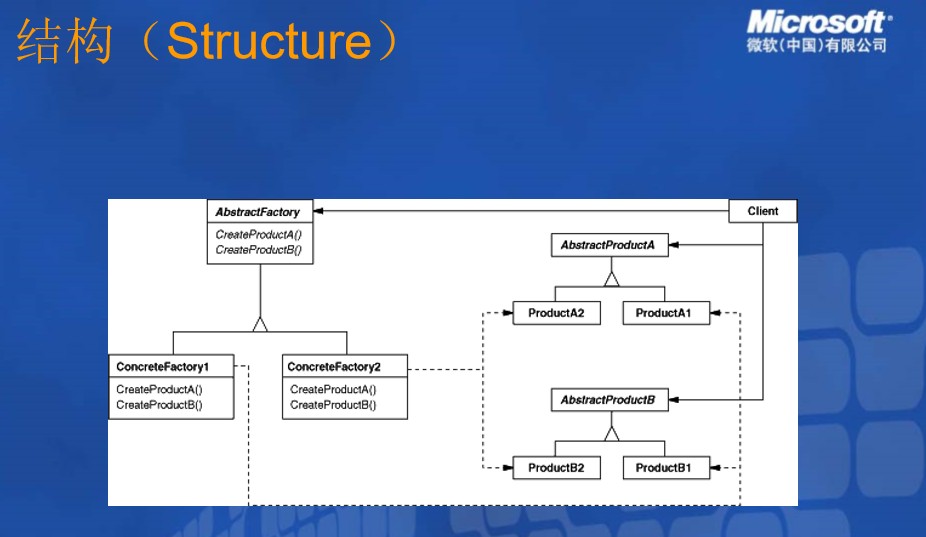 结构（Structure）
Microsoft®
微软(中国)有限公司
AbstractFactory
CreateProductA()
CreateProductB()
Client
AbstractProductA
ProductA2
ProductA1
ConcreteFactory1
CreateProductA()
CreateProductB()
ConcreteFactory2
CreateProductA()
CreateProductB()
AbstractProductB
ProductB2
ProductB1